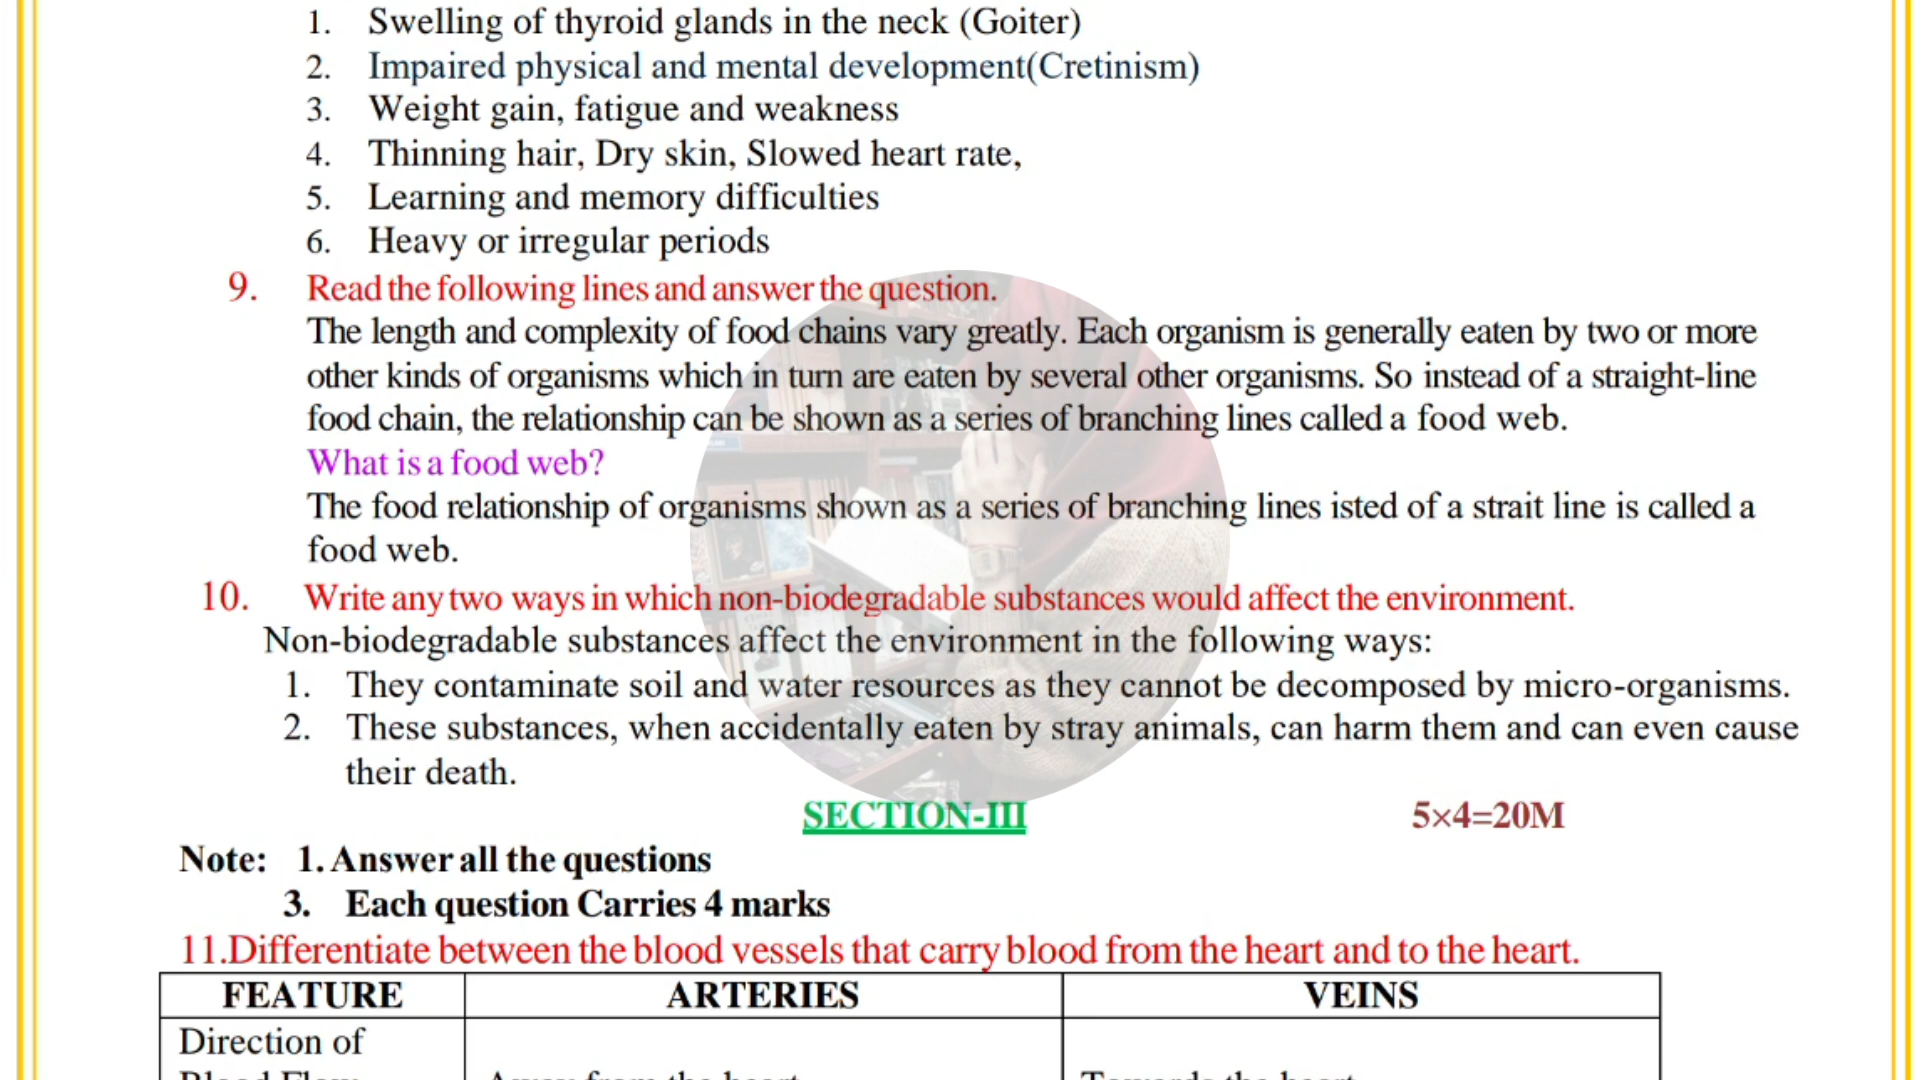 1. Swelling of thyroid glands in the neck (Goiter)
2. Impaired physical and mental development(Cretinism)
3. Weight gain, fatigue and weakness
4. Thinning hair, Dry skin, Slowed heart rate,
5. Learning and memory difficulties
6. Heavy or irregular periods
9. Read the following lines and answer the question.
The length and complexity of food chains vary greatly. Each organism is generally eaten by two or more
other kinds of organisms which in turn are eaten by several other organisms. So instead of a straight-line
food chain, the relationship can be shown as a series of branching lines called a food web.
What is a food web?
The food relationship of organisms shown as a series of branching lines isted of a strait line is called a
food web.
10. Write any two ways in which non-biodegradable substances would affect the environment.
Non-biodegradable substances affect the environment in the following ways:
1. They contaminate soil and water resources as they cannot be decomposed by micro-organisms.
2. These substances, when accidentally eaten by stray animals, can harm them and can even cause
their death.
SECTION-III 5×4=20M
Note: 1. Answer all the questions
3. Each question Carries 4 marks
11.Differentiate between the blood vessels that carry blood from the heart and to the heart.
FEATURE ARTERIES VEINS
Direction of
Blood Flow Away from the heart Towards the heart